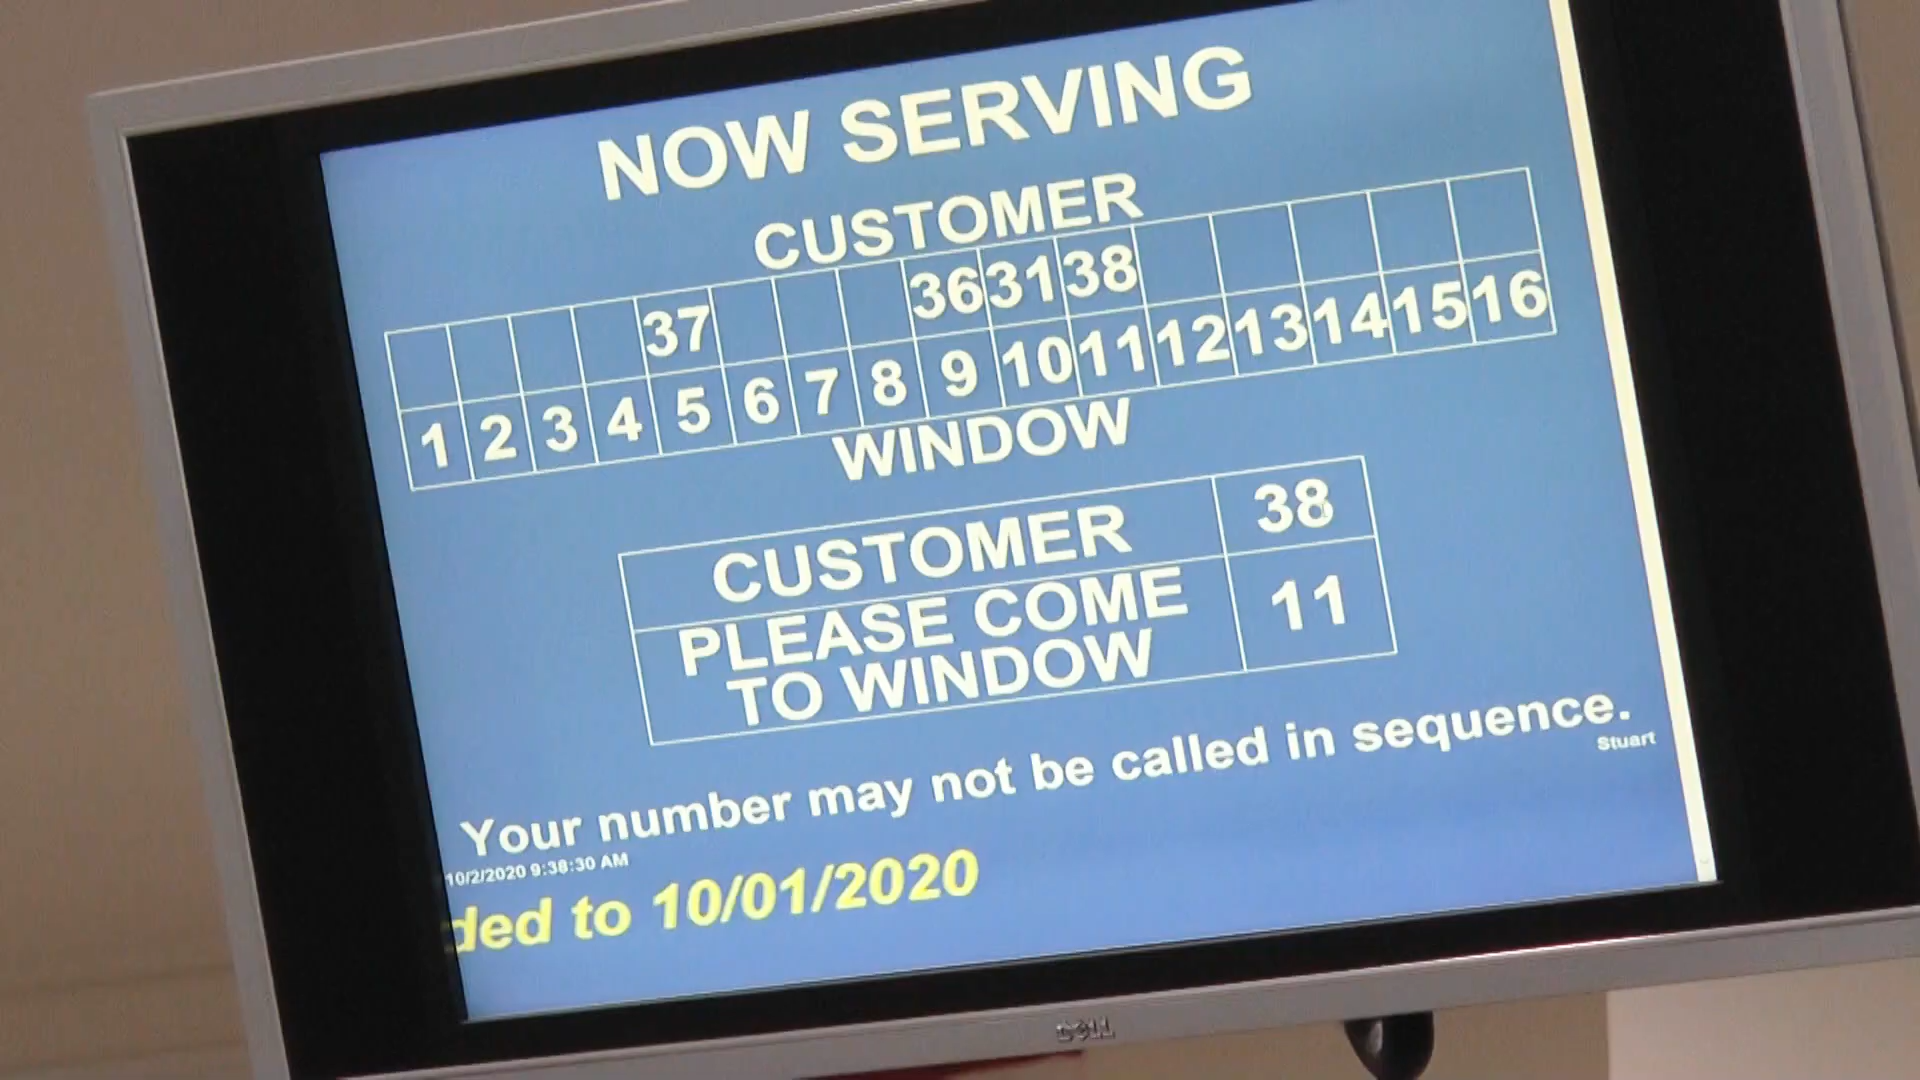 NOW SERVING
CUSTOMER
37 36 31 38
1 2 3 4 5 6 7 8 9 10 11 12 13 14 15 16
WINDOW
CUSTOMER 38
PLEASE COME
TO WINDOW 11
Your number may not be called in sequence.
Stuart
10/2/2020 9:38:30 AM
ded to 10/01/2020
DELL